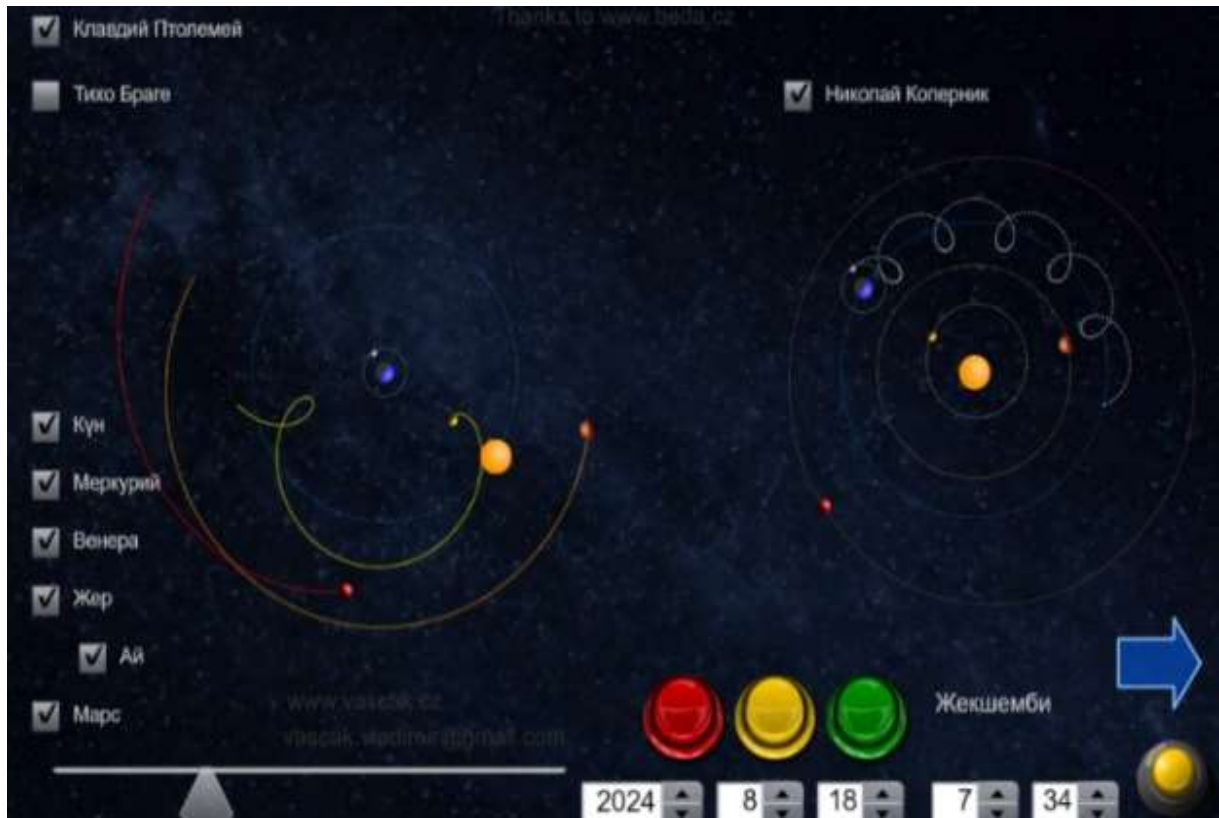 Thanks to www.beda.cz
Клавдий Птолемей
Тихо Браге
Николай Коперник
Күн
Меркурий
Венера
Жер
Ай
Марс
www.vascak.cz
vascak.vladimir@gmail.com
Жекшемби
2024 8 18 7 34